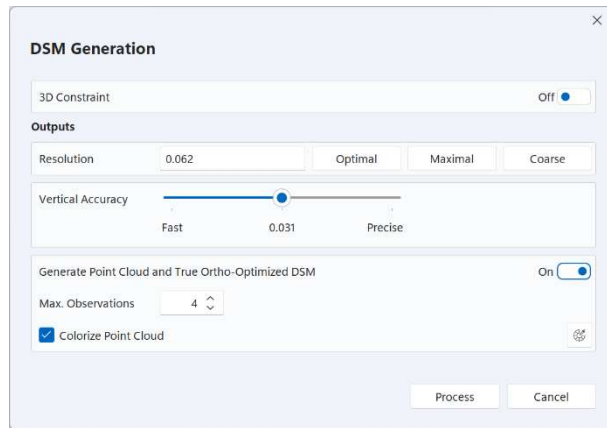 DSM Generation
3D Constraint Off
Outputs
Resolution 0.062 Optimal Maximal Coarse
Vertical Accuracy
Fast 0.031 Precise
Generate Point Cloud and True Ortho-Optimized DSM On
Max. Observations 4
Colorize Point Cloud
Process Cancel